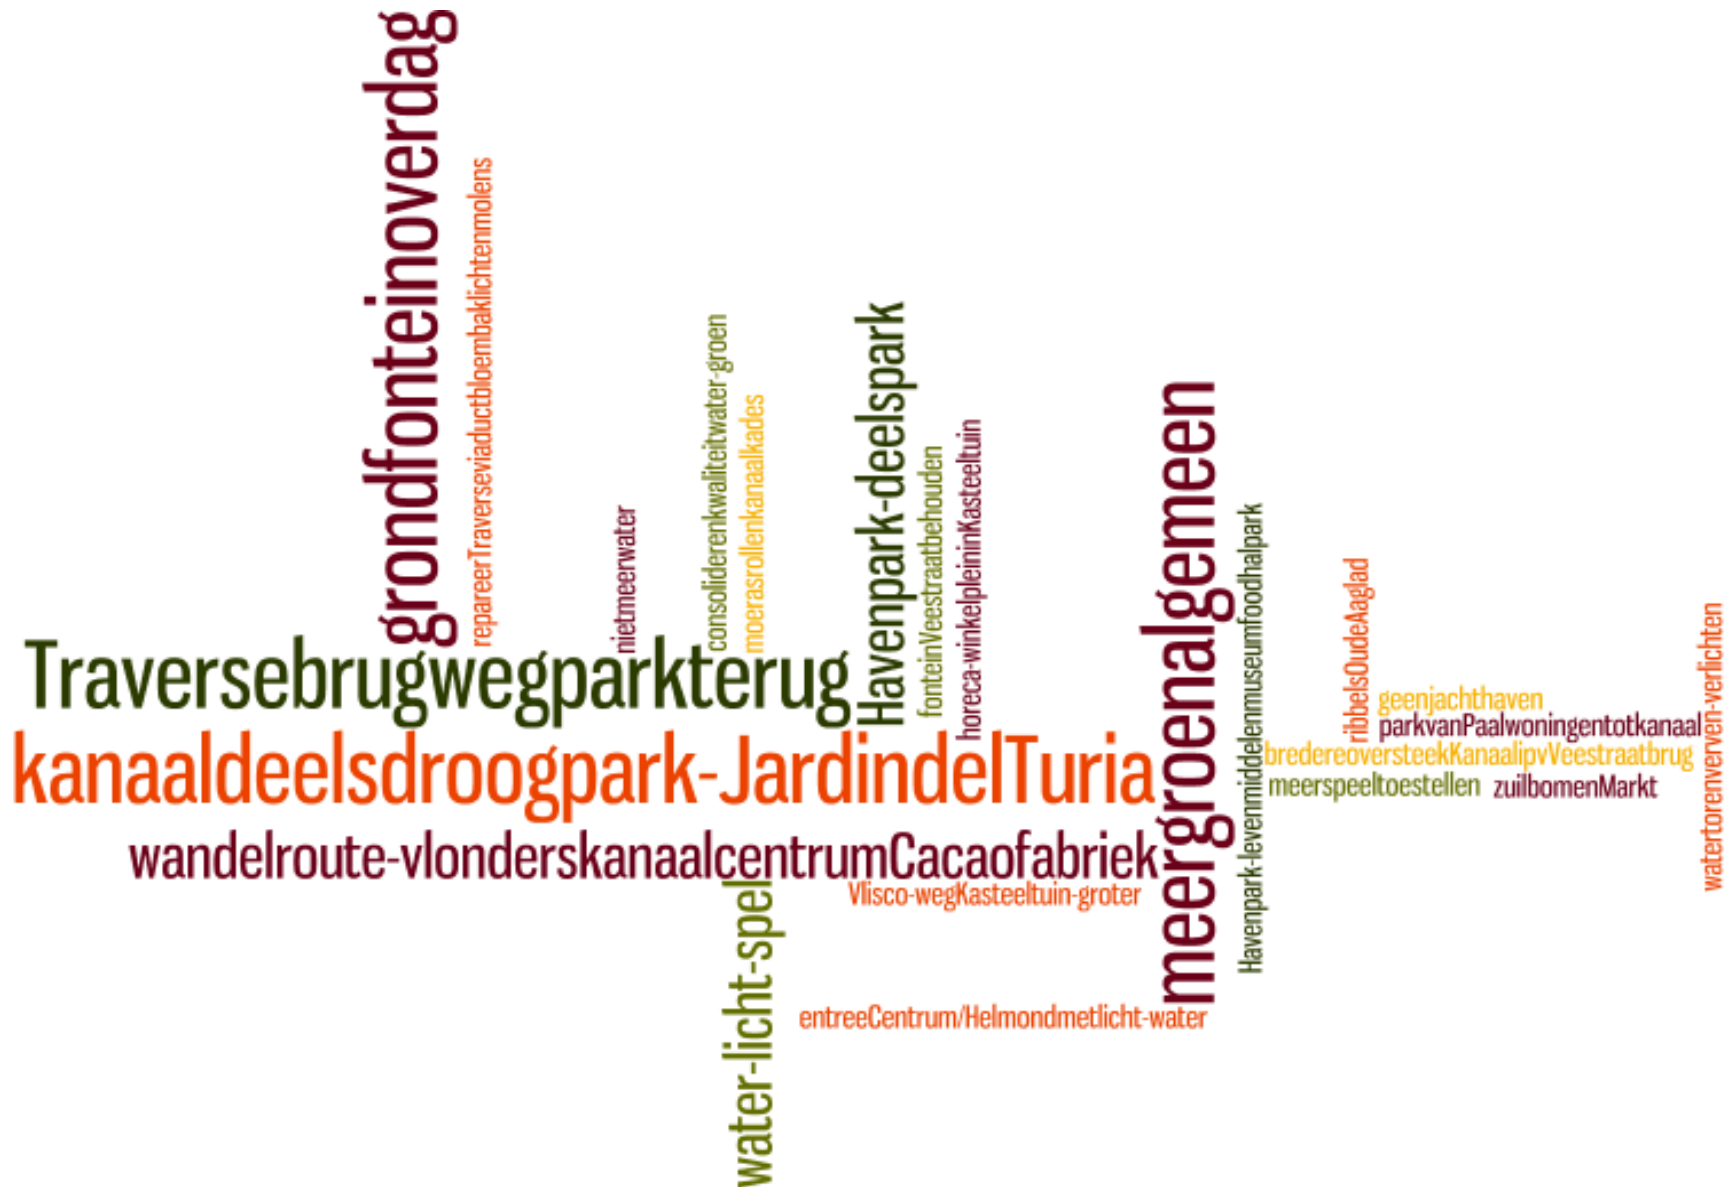 grondfonteinoverdag
repareerTraverseviaductbloembaklichtenmolens
nietmeerwater
consoliderenkwaliteitwater-groen
moerasrollenkanaalkades
Havenpark-deelspark
fonteinVeestraatbehouden
horeca-winkelpleininKasteeltuin
Traversebrugwegparkterug
kanaaldeelsdroogpark-JardindelTuria
wandelroute-vlonderskanaalcentrumCacaofabriek
meergroenalgemeen
Havenpark-levenmiddelenmuseumfoodhalpark
ribbelsOudeAaglad
geenjachthaven
parkvanPaalwoningentotkanaal
bredereoversteekKanaalipvVeestraatbrug
meerspeeltoestellen
zuilbomenMarkt
watertorenverven-verlichten
Vlisco-wegKasteeltuin-groter
water-licht-spel
entreeCentrum/Helmondmetlicht-water